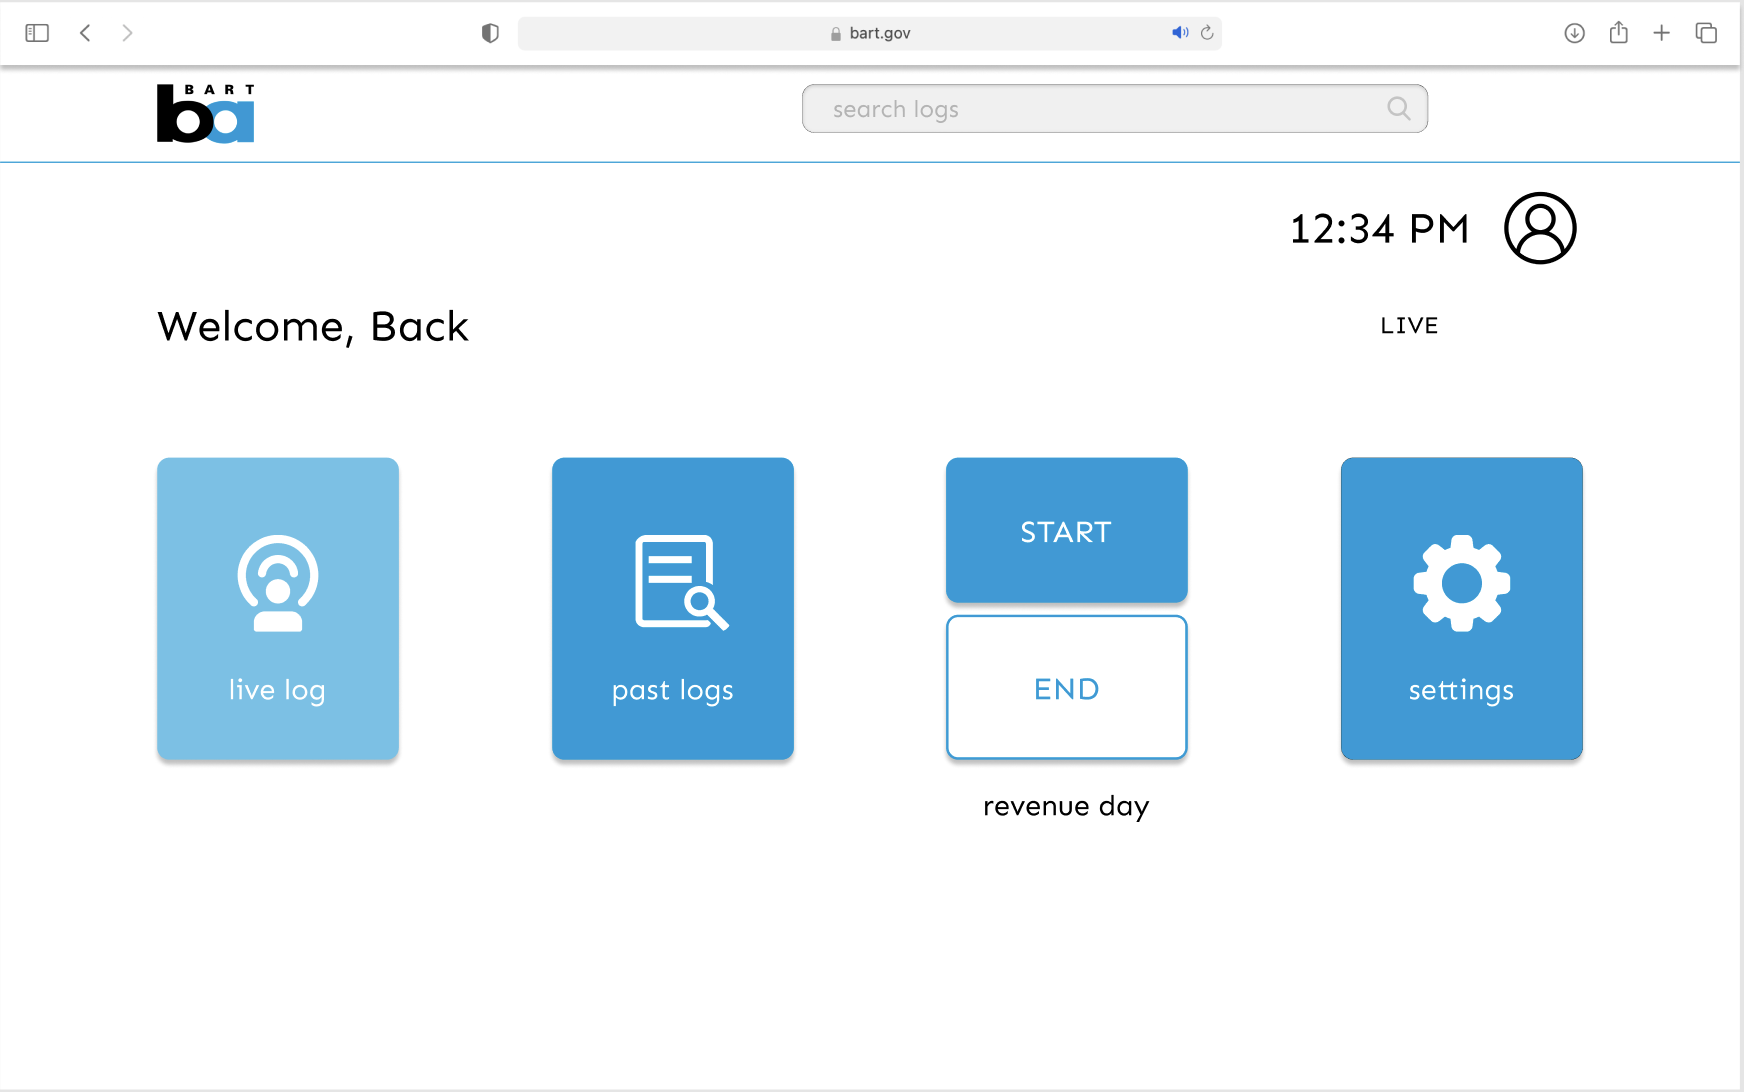 bart.gov
BART
ba
search logs
12:34 PM
Welcome, Back
LIVE
live log
past logs
START
END
settings
revenue day